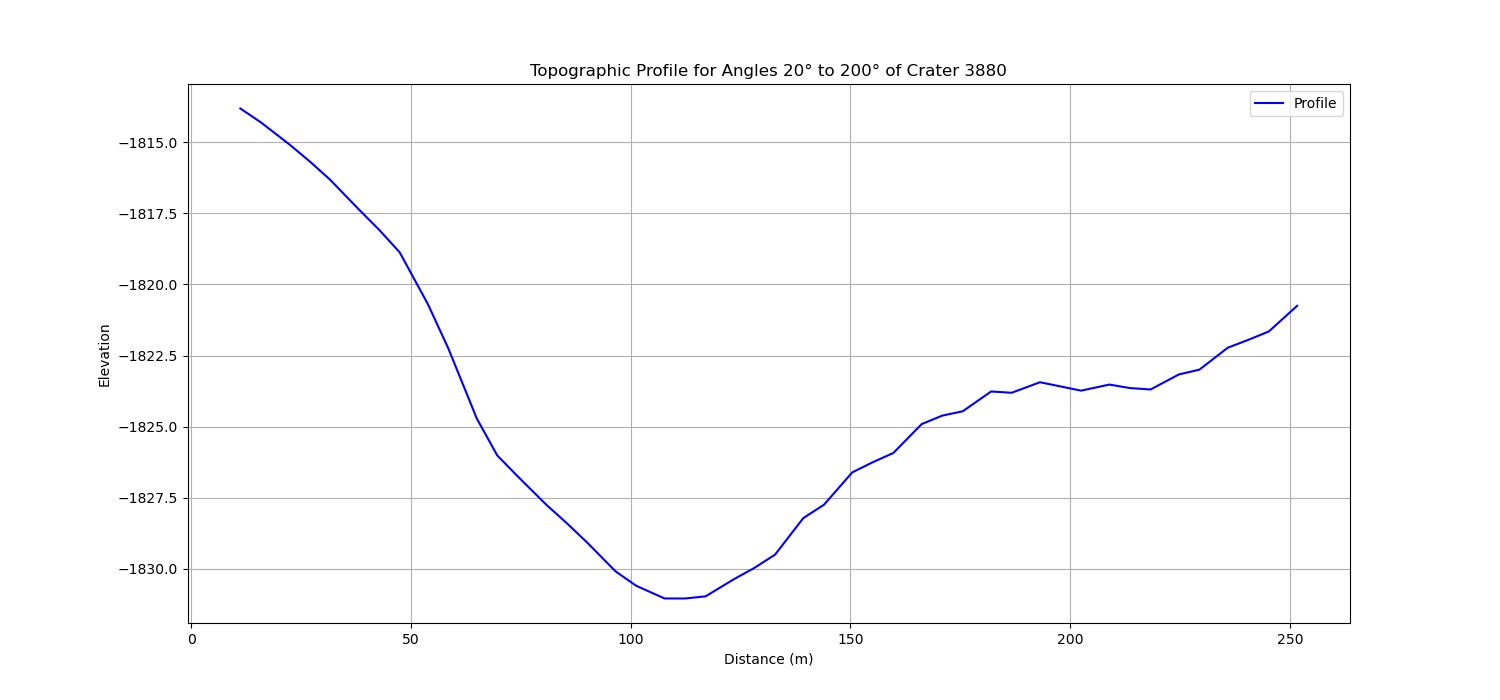 Topographic Profile for Angles 20° to 200° of Crater 3880
Profile
Elevation
−1815.0
−1817.5
−1820.0
−1822.5
−1825.0
−1827.5
−1830.0
0 50 100 150 200 250
Distance (m)